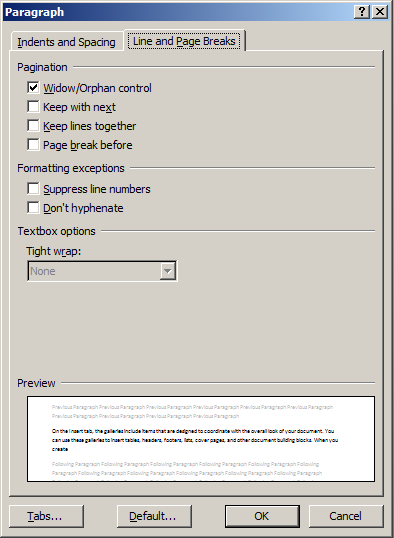 Paragraph
Indents and Spacing
Line and Page Breaks
Pagination
Widow/Orphan control
Keep with next
Keep lines together
Page break before
Formatting exceptions
Suppress line numbers
Don't hyphenate
Textbox options
Tight wrap:
None
Preview
Previous Paragraph Previous Paragraph Previous Paragraph Previous Paragraph Previous Paragraph Previous Paragraph
Previous Paragraph Previous Paragraph Previous Paragraph Previous Paragraph
On the Insert tab, the galleries include items that are designed to coordinate with the overall look of your document. You
can use these galleries to insert tables, headers, footers, lists, cover pages, and other document building blocks. When you
create
Following Paragraph Following Paragraph Following Paragraph Following Paragraph Following Paragraph
Paragraph Following Paragraph Following Paragraph Following Paragraph Following Paragraph Following Paragraph
Tabs...
Default...
OK
Cancel